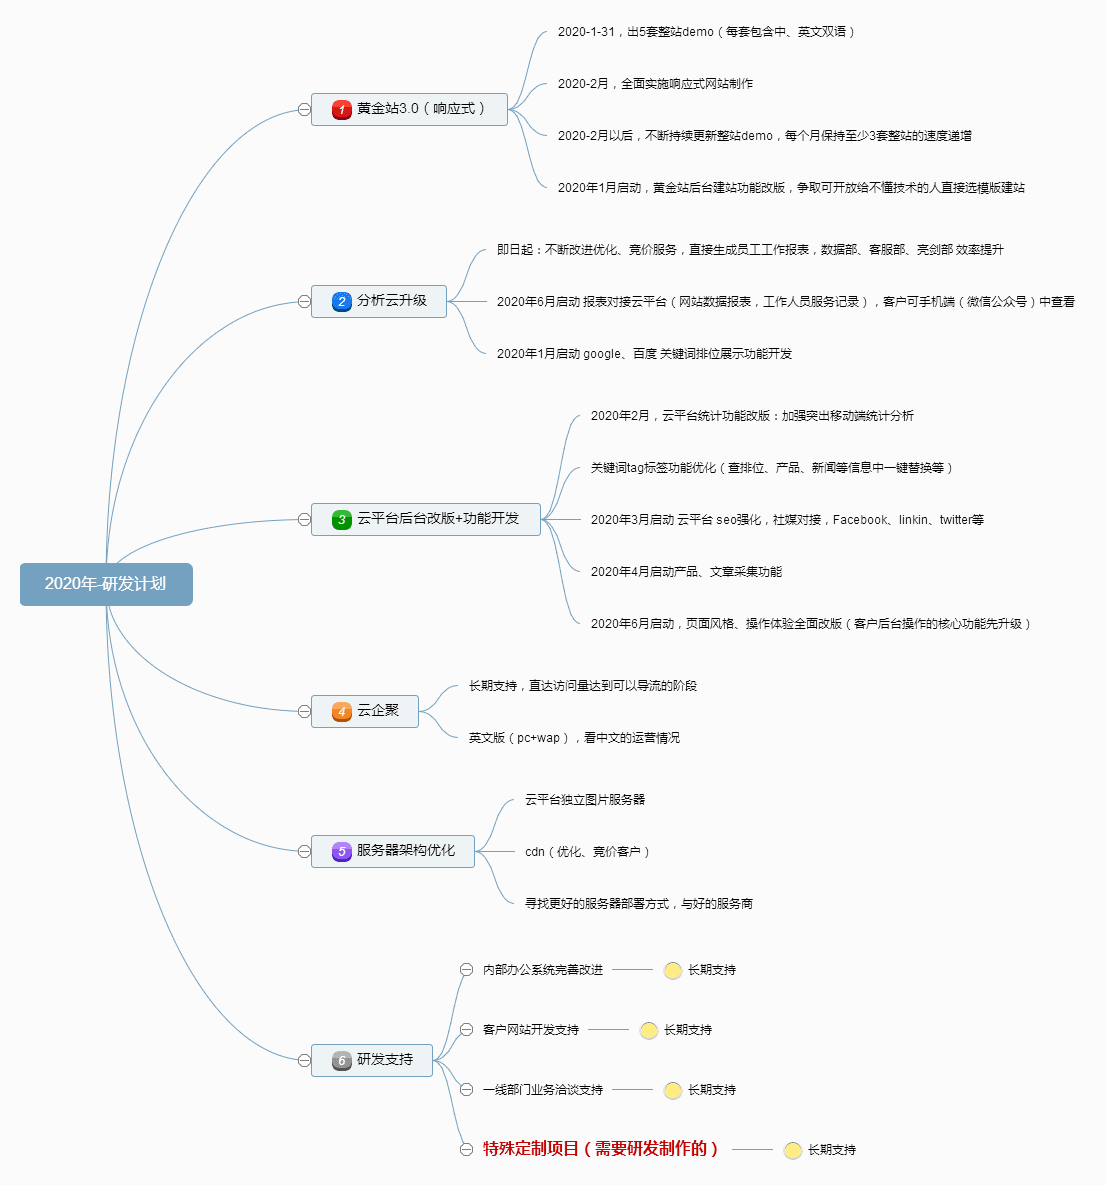 2020年-研发计划
1 黄金站3.0（响应式）
2020-1-31，出5套整站demo（每套包含中、英文双语）
2020-2月，全面实施响应式网站制作
2020-2月以后，不断持续更新整站demo，每个月保持至少3套整站的速度递增
2020年1月启动，黄金站后台建站功能改版，争取可开放给不懂技术的人直接选模版建站
2 分析云升级
即日起：不断改进优化、竞价服务，直接生成员工工作报表，数据部、客服部、亮剑部 效率提升
2020年6月启动 报表对接云平台（网站数据报表，工作人员服务记录），客户可手机端（微信公众号）中查看
2020年1月启动 google、百度 关键词排位展示功能开发
3 云平台后台改版+功能开发
2020年2月，云平台统计功能改版：加强突出移动端统计分析
关键词tag标签功能优化（查排位、产品、新闻等信息中一键替换等）
2020年3月启动 云平台 seo强化，社媒对接，Facebook、linkin、twitter等
2020年4月启动产品、文章采集功能
2020年6月启动，页面风格、操作体验全面改版（客户后台操作的核心功能先升级）
4 云企聚
长期支持，直达访问量达到可以导流的阶段
英文版（pc+wap），看中文的运营情况
5 服务器架构优化
云平台独立图片服务器
cdn（优化、竞价客户）
寻找更好的服务器部署方式，与好的服务商
6 研发支持
内部办公系统完善改进 长期支持
客户网站开发支持 长期支持
一线部门业务洽谈支持 长期支持
特殊定制项目（需要研发制作的） 长期支持